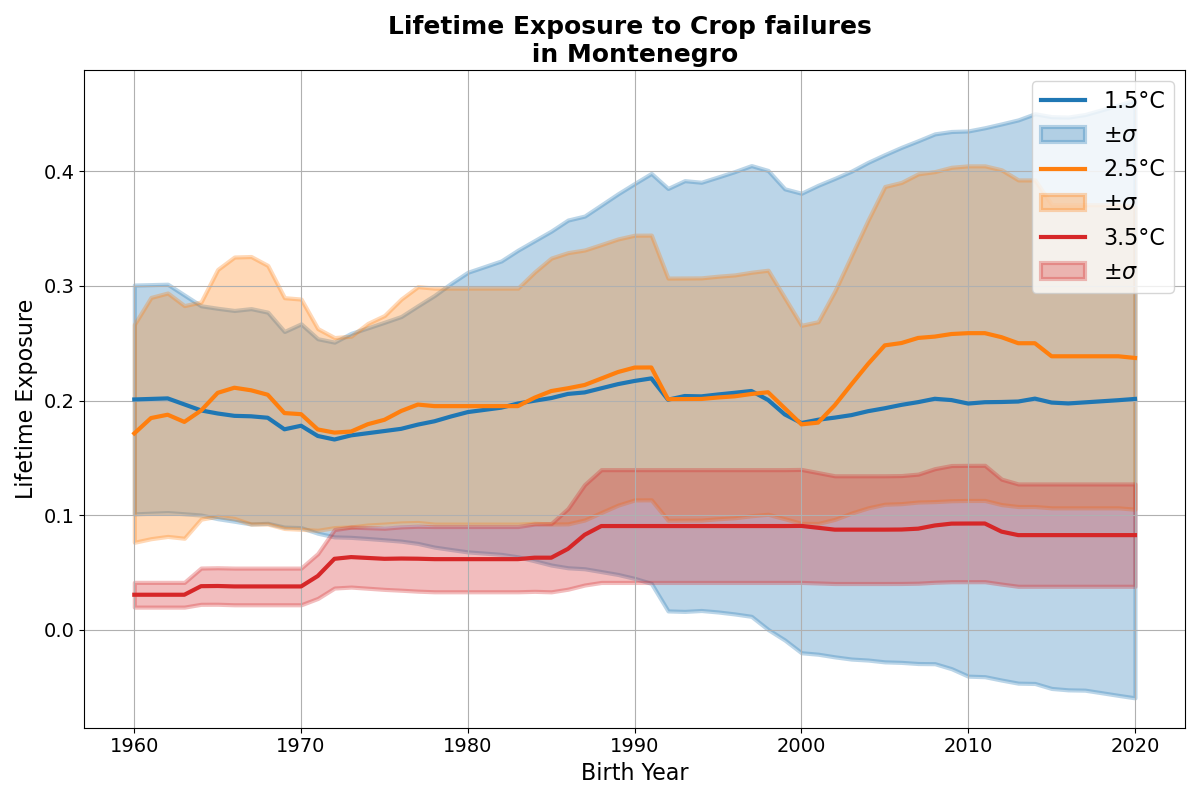 Lifetime Exposure to Crop failures
in Montenegro
1.5°C
±σ
2.5°C
±σ
3.5°C
±σ
Lifetime Exposure
0.4
0.3
0.2
0.1
0.0
1960 1970 1980 1990 2000 2010 2020
Birth Year